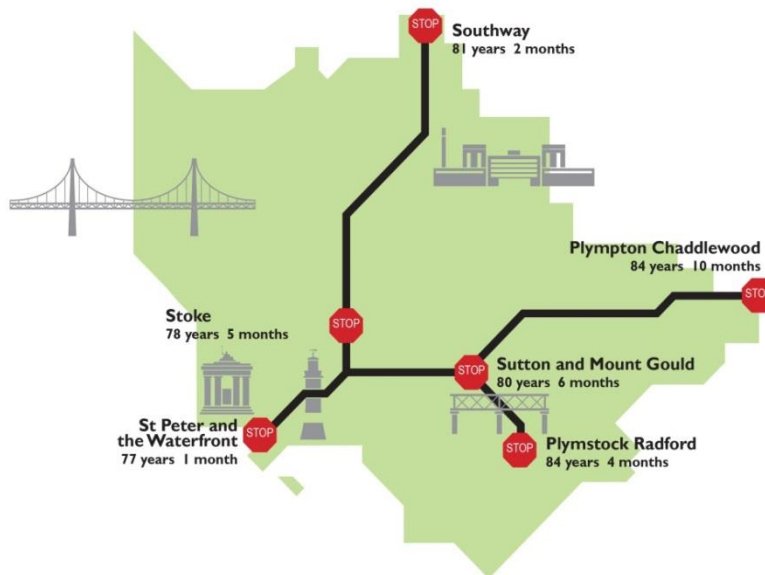 STOP
Southway
81 years 2 months
Plympton Chaddlewood
84 years 10 months
STOP
Stoke
78 years 5 months
STOP
STOP
Sutton and Mount Gould
80 years 6 months
St Peter and
the Waterfront
77 years 1 month
STOP
STOP
Plymstock Radford
84 years 4 months